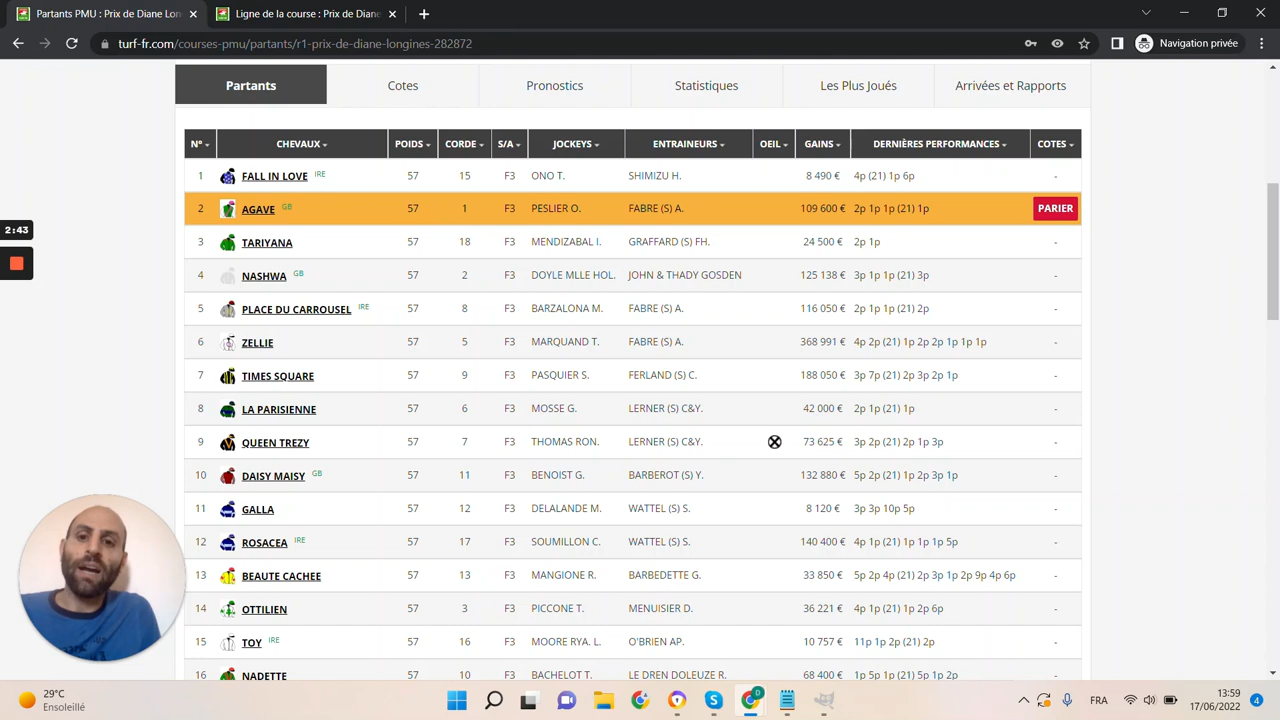 Partants PMU : Prix de Diane Lon
Ligne de la course : Prix de Diane
turf-fr.com/courses-pmu/partants/r1-prix-de-diane-longines-282872
Navigation privée
Partants Cotes Pronostics Statistiques Les Plus Joués Arrivées et Rapports
N° CHEVAUX POIDS CORDE S/A JOCKEYS ENTRAINEURS OEIL GAINS DERNIÈRES PERFORMANCES COTES
1 FALL IN LOVE IRE 57 15 F3 ONO T. SHIMIZU H. 8 490 € 4p (21) 1p 6p -
2 AGAVE GB 57 1 F3 PESLIER O. FABRE (S) A. 109 600 € 2p 1p 1p (21) 1p PARIER
2:43
3 TARIYANA 57 18 F3 MENDIZABAL I. GRAFFARD (S) FH. 24 500 € 2p 1p -
4 NASHWA GB 57 2 F3 DOYLE MLLE HOL. JOHN & THADY GOSDEN 125 138 € 3p 1p 1p (21) 3p -
5 PLACE DU CARROUSEL IRE 57 8 F3 BARZALONA M. FABRE (S) A. 116 050 € 2p 1p 1p (21) 2p -
6 ZELLIE 57 5 F3 MARQUAND T. FABRE (S) A. 368 991 € 4p 2p (21) 1p 2p 2p 1p 1p 1p -
7 TIMES SQUARE 57 9 F3 PASQUIER S. FERLAND (S) C. 188 050 € 3p 7p (21) 2p 3p 2p 1p -
8 LA PARISIENNE 57 6 F3 MOSSE G. LERNER (S) C&Y. 42 000 € 2p 1p (21) 1p -
9 QUEEN TREZY 57 7 F3 THOMAS RON. LERNER (S) C&Y. 73 625 € 3p 2p (21) 2p 1p 3p -
10 DAISY MAISY GB 57 11 F3 BENOIST G. BARBEROT (S) Y. 132 880 € 5p 2p (21) 1p 2p 3p 1p -
11 GALLA 57 12 F3 DELALANDE M. WATTEL (S) S. 8 120 € 3p 3p 10p 5p -
12 ROSACEA IRE 57 17 F3 SOUMILLON C. WATTEL (S) S. 140 400 € 4p 1p (21) 1p 1p 1p 5p -
13 BEAUTE CACHEE 57 13 F3 MANGIONE R. BARBEDETTE G. 33 850 € 5p 2p 4p (21) 2p 3p 1p 2p 9p 4p 6p -
14 OTTILIEN 57 3 F3 PICCONE T. MENUISIER D. 36 221 € 4p 1p (21) 1p 2p 6p -
15 TOY IRE 57 16 F3 MOORE RYA. L. O'BRIEN AP. 10 757 € 11p 1p 2p (21) 2p -
16 NADETTE 57 10 F3 BACHELOT T. LE DREN DOLEUZE R. 68 400 € 1p 5p 1p (21) 5p 2p 1p -
29°C
Ensoleillé
FRA
13:59
17/06/2022
4